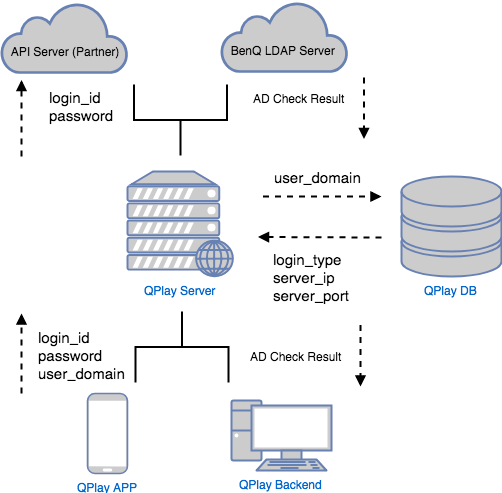 API Server (Partner)
BenQ LDAP Server
login_id
password
AD Check Result
user_domain
login_type
server_ip
server_port
QPlay Server
QPlay DB
login_id
password
user_domain
AD Check Result
QPlay APP
QPlay Backend